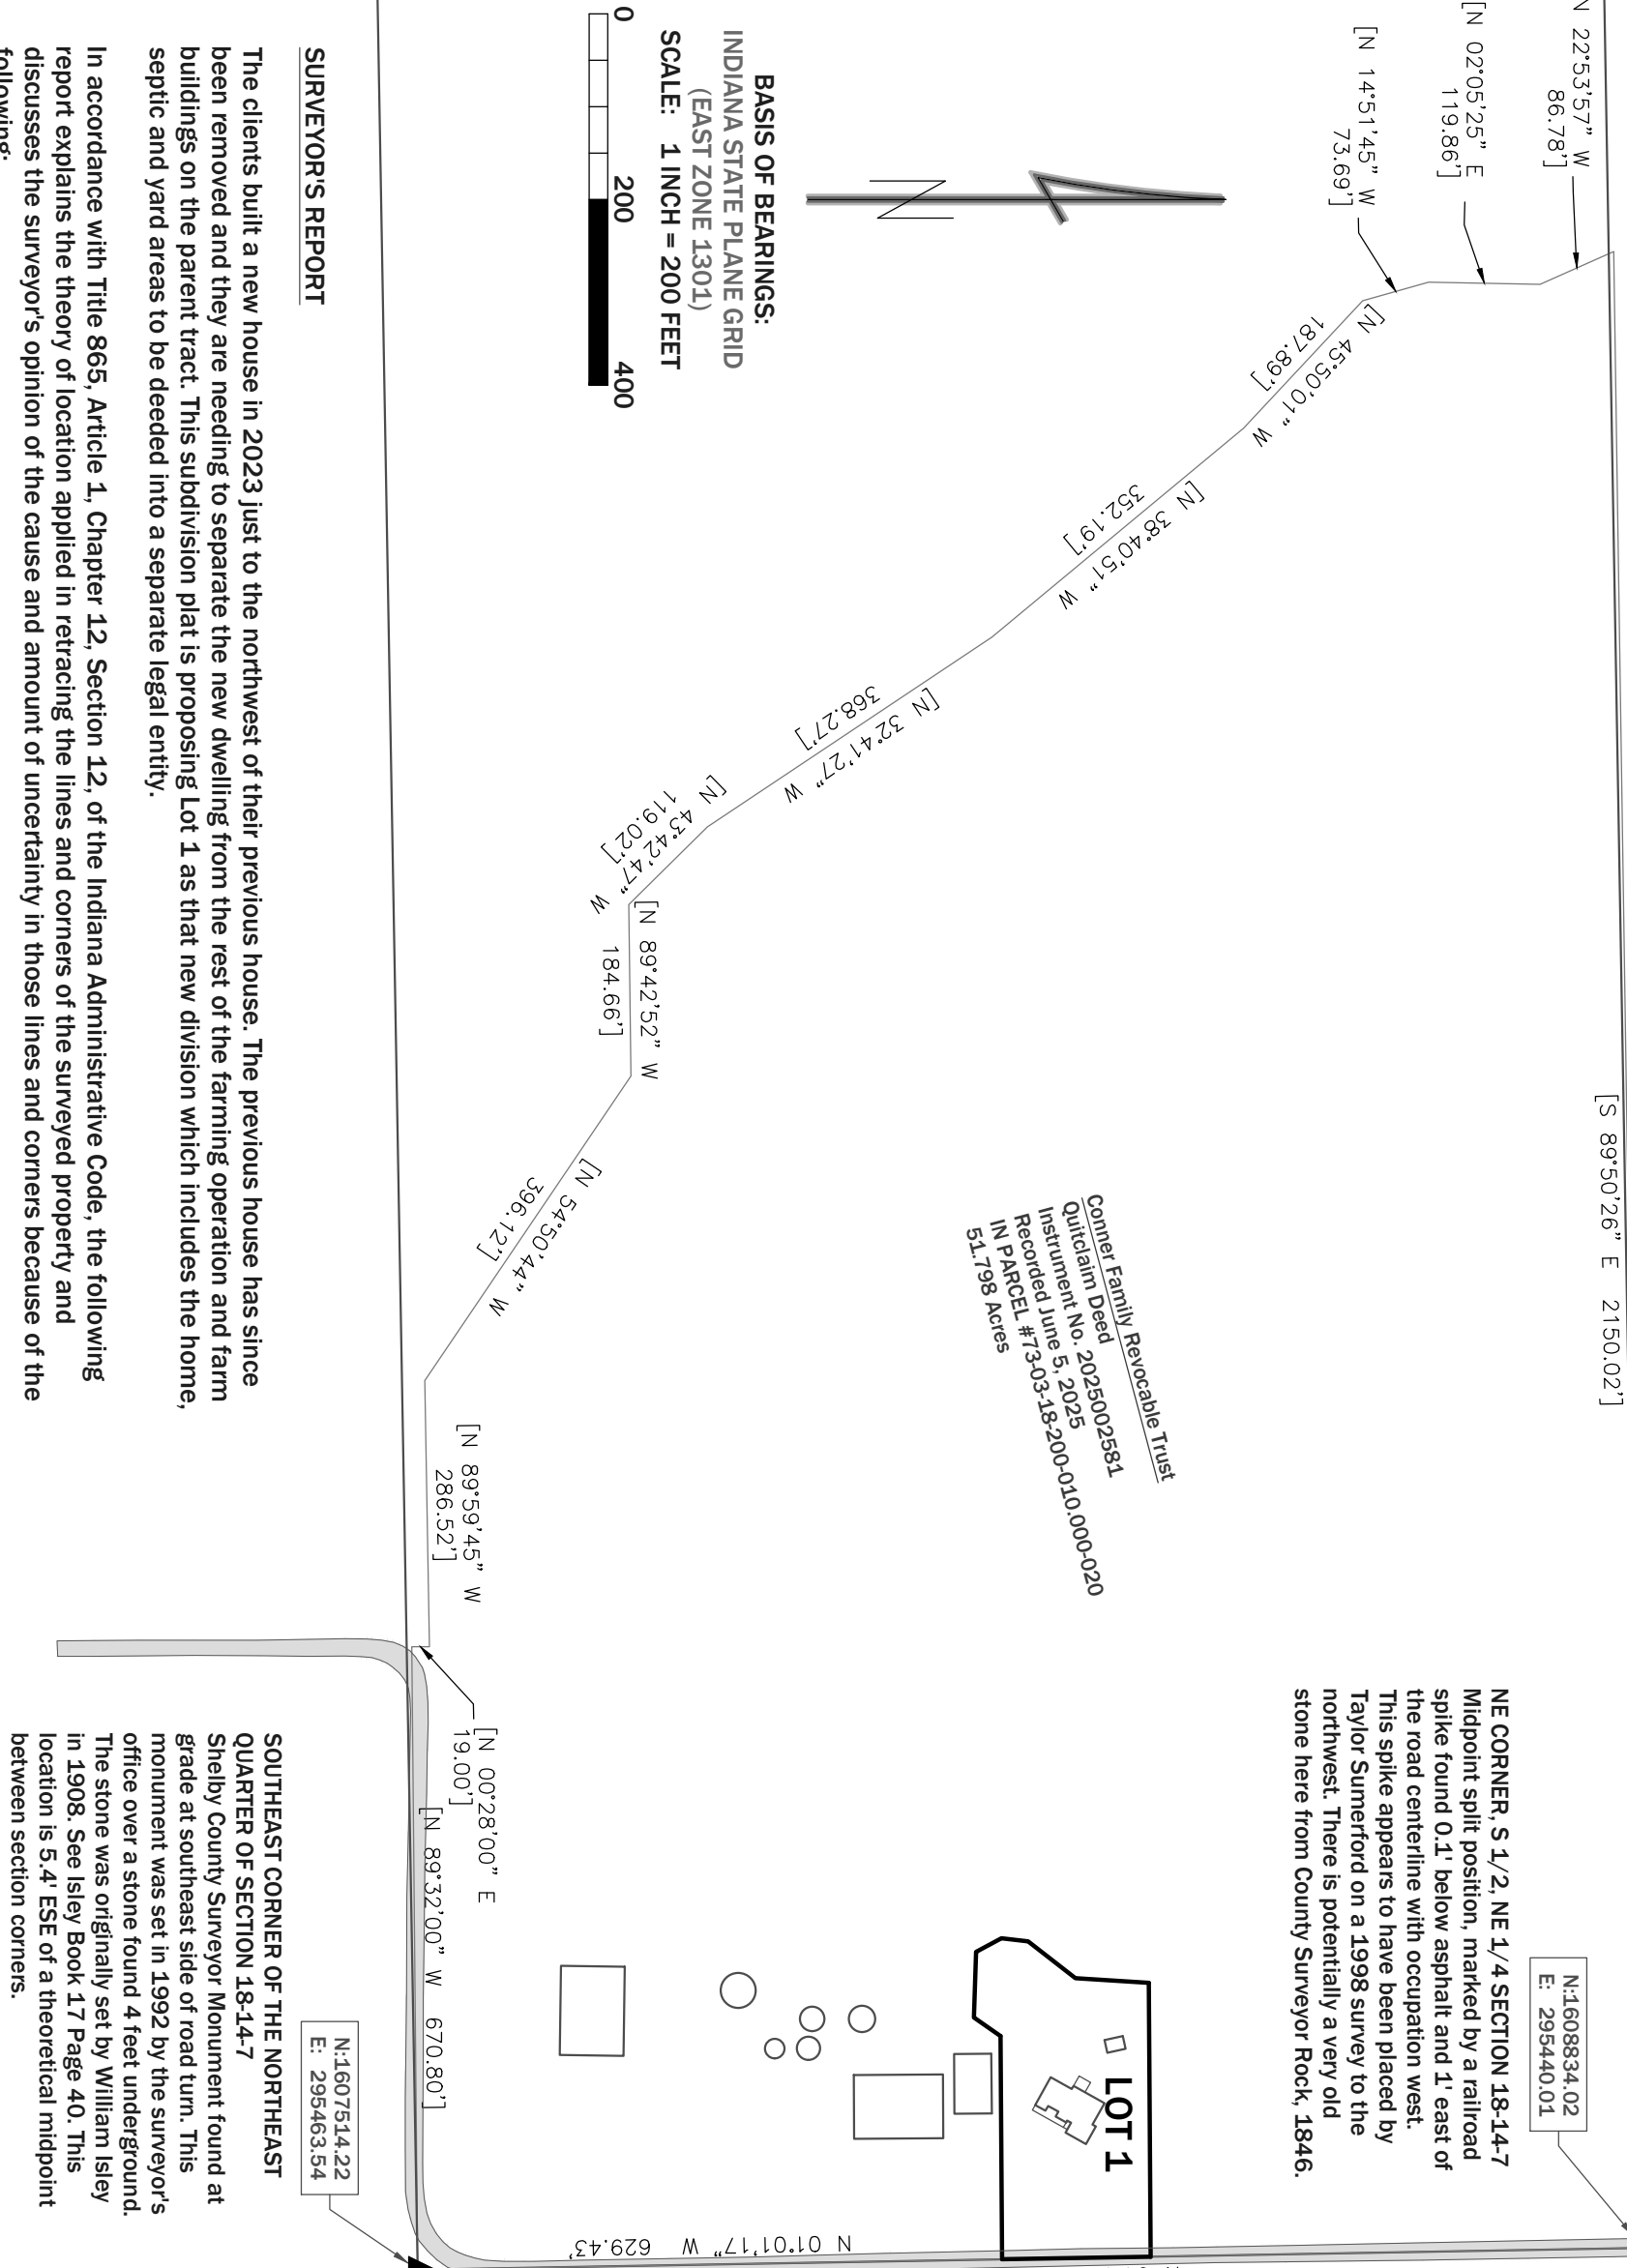 N 22°53'57" W
86.78']
[N 02°05'25" E
119.86']
[N 14°51'45" W
73.69']
[N 45°50'01" W
187.89']
[N 38°40'51" W
352.19']
[N 32°41'27" W
368.27']
[N 43°42'47" W
119.02']
[N 89°42'52" W
184.66']
[N 54°50'44" W
396.12']
[N 89°59'45" W
286.52']
[N 00°28'00" E
19.00']
[N 89°32'00" W 670.80']
N 01°01'17" W 629.43'
[S 89°50'26" E 2150.02']
BASIS OF BEARINGS:
INDIANA STATE PLANE GRID
(EAST ZONE 1301)
SCALE: 1 INCH = 200 FEET
0 200 400
N
Conner Family Revocable Trust
Quitclaim Deed
Instrument No. 2025002581
Recorded June 5, 2025
IN PARCEL #73-03-18-200-010.000-020
51.798 Acres
LOT 1
N:1608834.02
E: 295440.01
NE CORNER, S 1/2, NE 1/4 SECTION 18-14-7
Midpoint split position, marked by a railroad
spike found 0.1' below asphalt and 1' east of
the road centerline with occupation west.
This spike appears to have been placed by
Taylor Sumerford on a 1998 survey to the
northwest. There is potentially a very old
stone here from County Surveyor Rock, 1846.
N:1607514.22
E: 295463.54
SOUTHEAST CORNER OF THE NORTHEAST
QUARTER OF SECTION 18-14-7
Shelby County Surveyor Monument found at
grade at southeast side of road turn. This
monument was set in 1992 by the surveyor's
office over a stone found 4 feet underground.
The stone was originally set by William Isley
in 1908. See Isley Book 17 Page 40. This
location is 5.4' ESE of a theoretical midpoint
between section corners.
SURVEYOR'S REPORT
The clients built a new house in 2023 just to the northwest of their previous house. The previous house has since
been removed and they are needing to separate the new dwelling from the rest of the farming operation and farm
buildings on the parent tract. This subdivision plat is proposing Lot 1 as that new division which includes the home,
septic and yard areas to be deeded into a separate legal entity.
In accordance with Title 865, Article 1, Chapter 12, Section 12, of the Indiana Administrative Code, the following
report explains the theory of location applied in retracing the lines and corners of the surveyed property and
discusses the surveyor's opinion of the cause and amount of uncertainty in those lines and corners because of the
following: